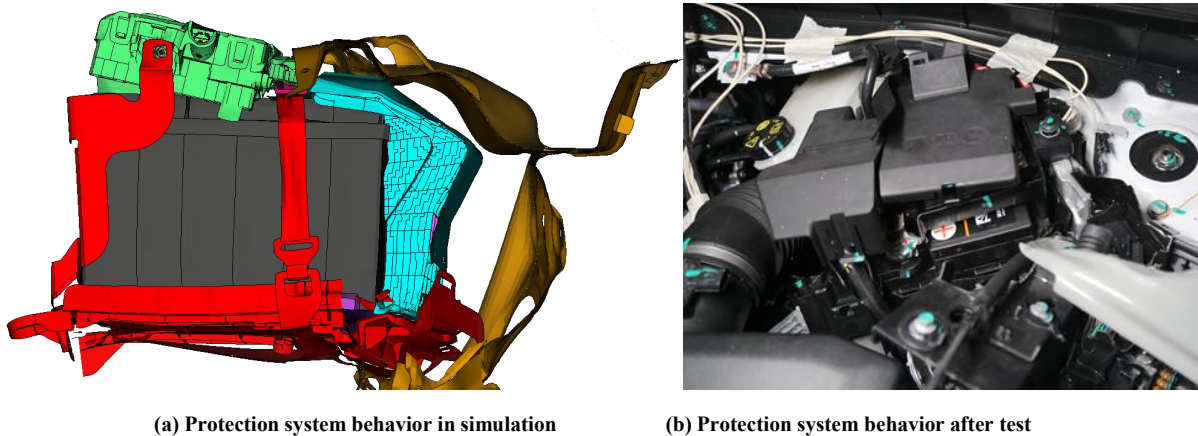 (a) Protection system behavior in simulation
(b) Protection system behavior after test